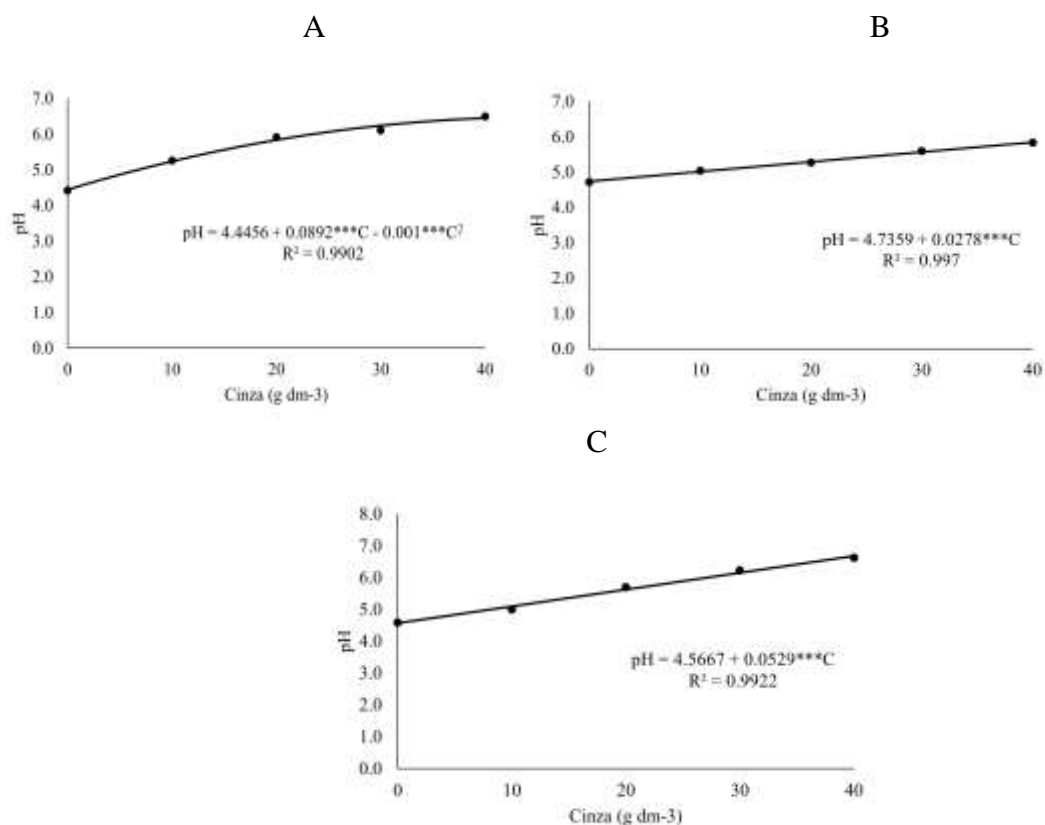 A
B
7.0
6.0
5.0
4.0
3.0
2.0
1.0
0.0
pH
pH = 4.4456 + 0.0892***C - 0.001***C²
R² = 0.9902
0 10 20 30 40
Cinza (g dm-3)
7.0
6.0
5.0
4.0
3.0
2.0
1.0
0.0
pH
pH = 4.7359 + 0.0278***C
R² = 0.997
0 10 20 30 40
Cinza (g dm-3)
C
8.0
7.0
6.0
5.0
4.0
3.0
2.0
1.0
0.0
pH
pH = 4.5667 + 0.0529***C
R² = 0.9922
0 10 20 30 40
Cinza (g dm-3)